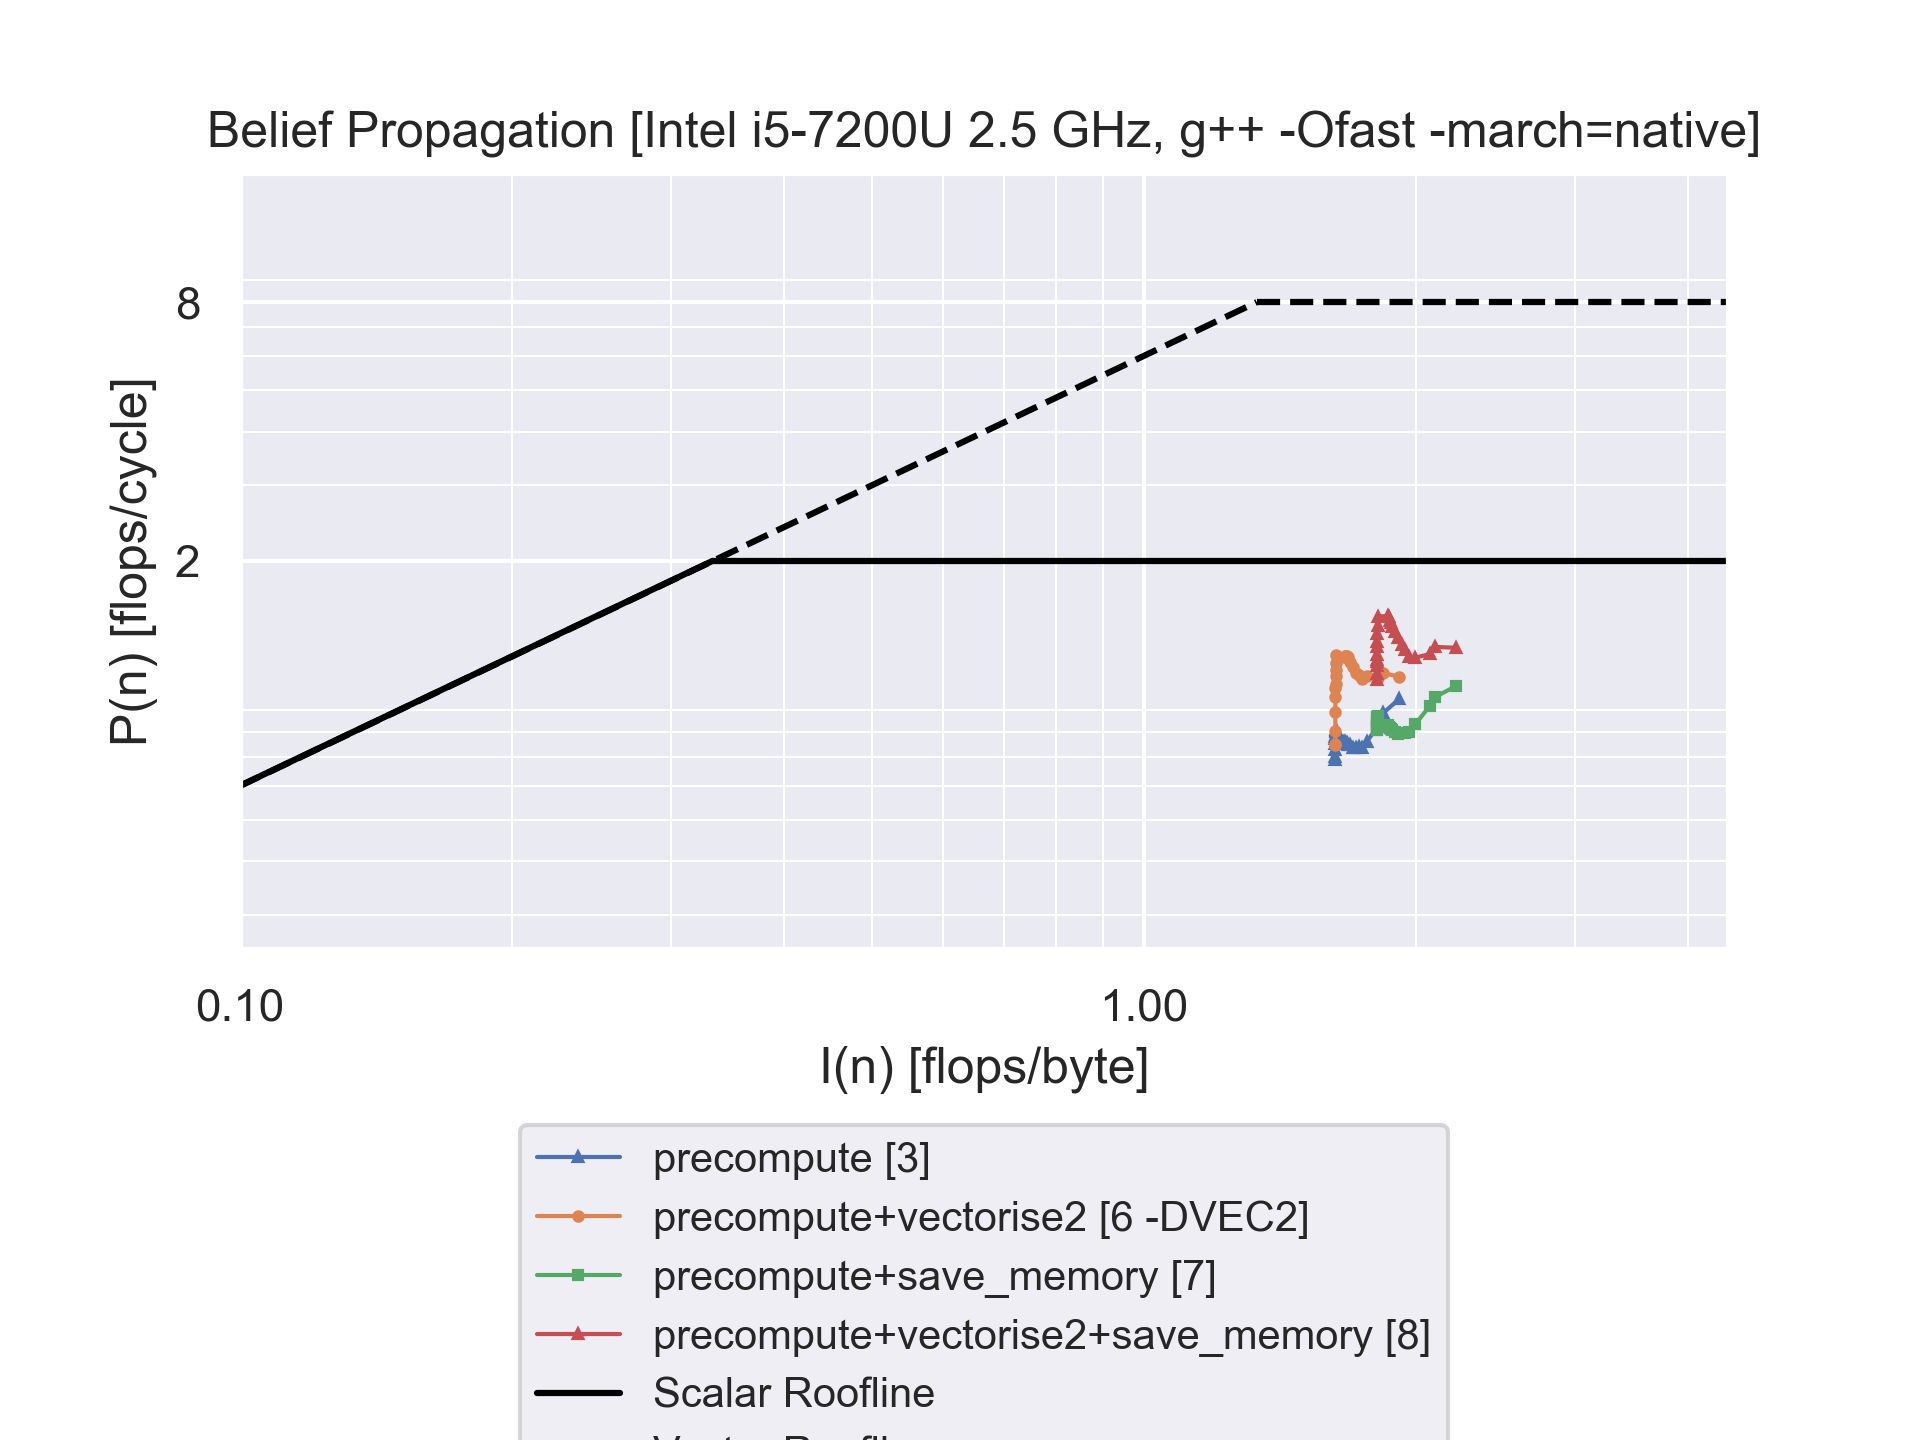 Belief Propagation [Intel i5-7200U 2.5 GHz, g++ -Ofast -march=native]
8
2
P(n) [flops/cycle]
0.10
1.00
I(n) [flops/byte]
precompute [3]
precompute+vectorise2 [6 -DVEC2]
precompute+save_memory [7]
precompute+vectorise2+save_memory [8]
Scalar Roofline